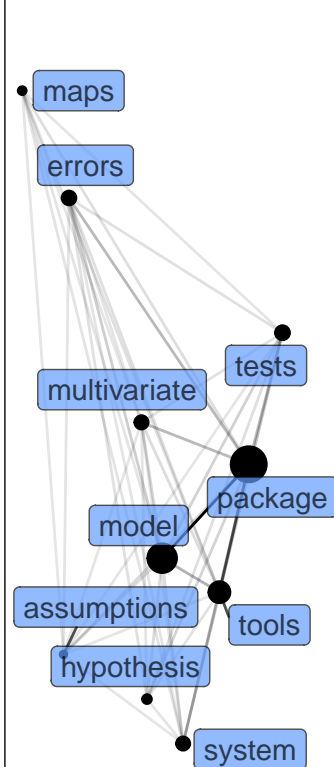 maps
errors
tests
multivariate
package
model
assumptions
tools
hypothesis
system